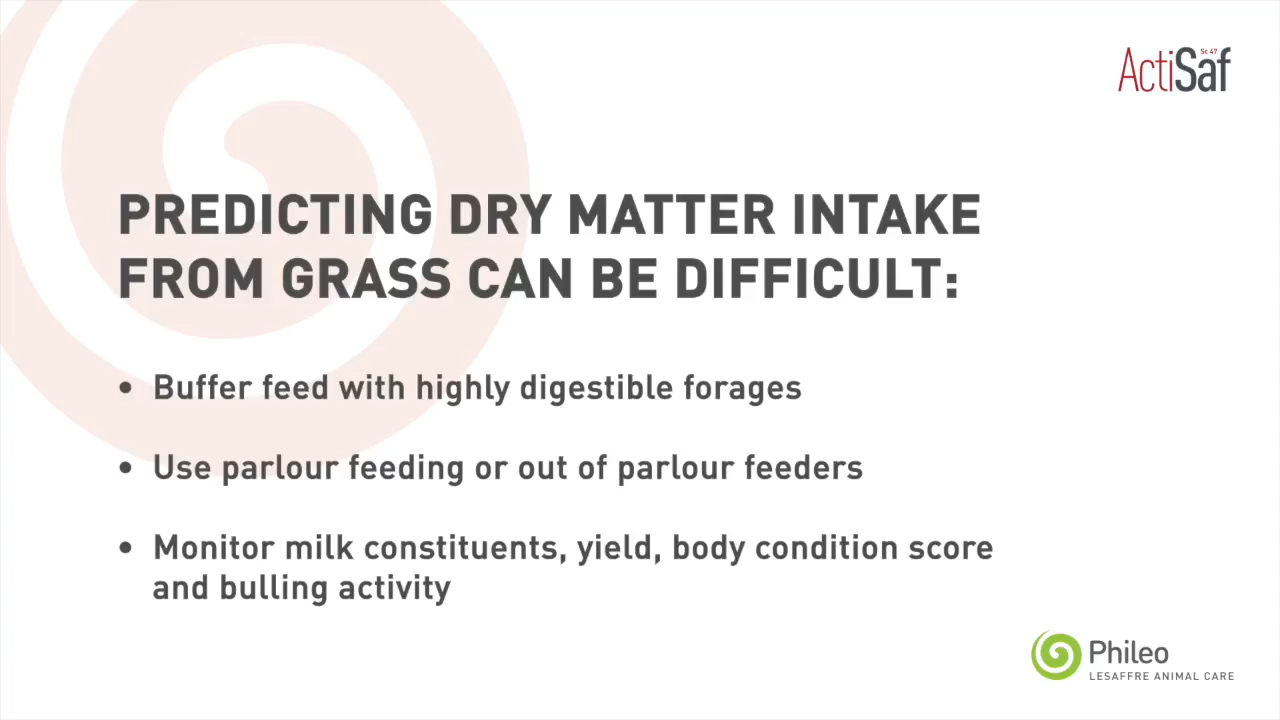 ActiSaf Sc 47
PREDICTING DRY MATTER INTAKE
FROM GRASS CAN BE DIFFICULT:
• Buffer feed with highly digestible forages
• Use parlour feeding or out of parlour feeders
• Monitor milk constituents, yield, body condition score
and bulling activity
Phileo
LESAFFRE ANIMAL CARE